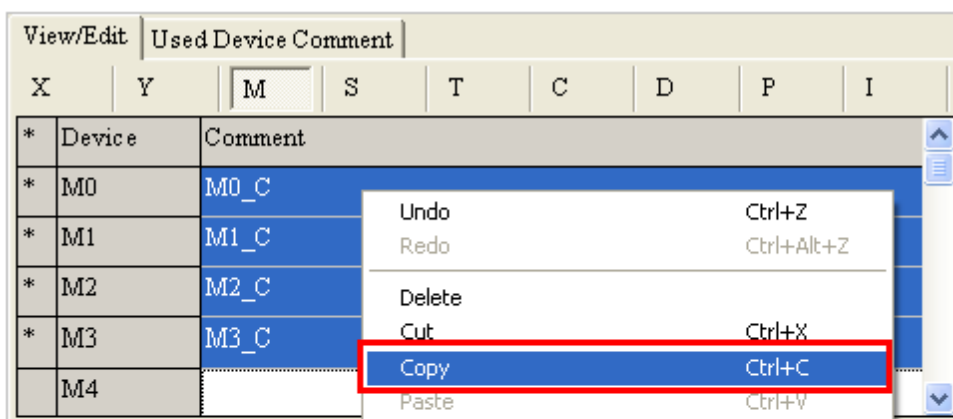 View/Edit Used Device Comment
X Y M S T C D P I
* Device Comment
* M0 M0_C
Undo Ctrl+Z
* M1 M1_C
Redo Ctrl+Alt+Z
* M2 M2_C
Delete
* M3 M3_C
Cut Ctrl+X
Copy Ctrl+C
M4
Paste Ctrl+V